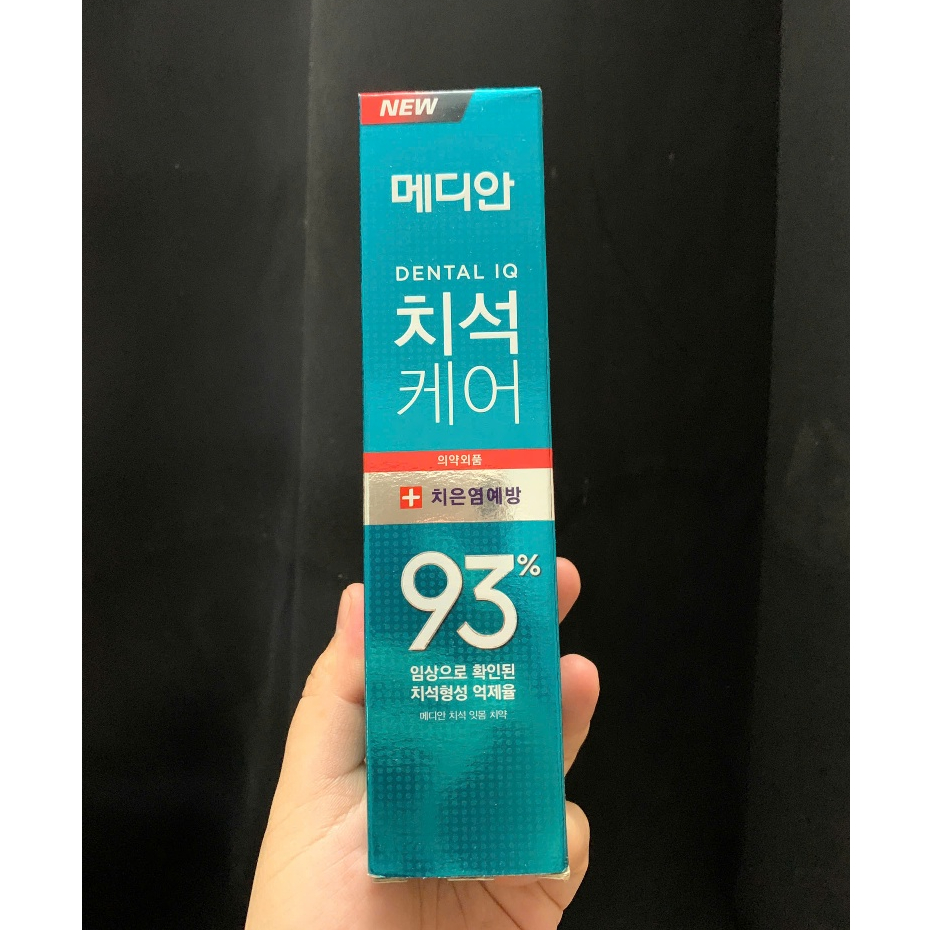 NEW
메디안
DENTAL IQ
치석
케어
의약외품
치은염예방
93%
임상으로 확인된
치석형성 억제율
메디안 치석 잇몸 치약